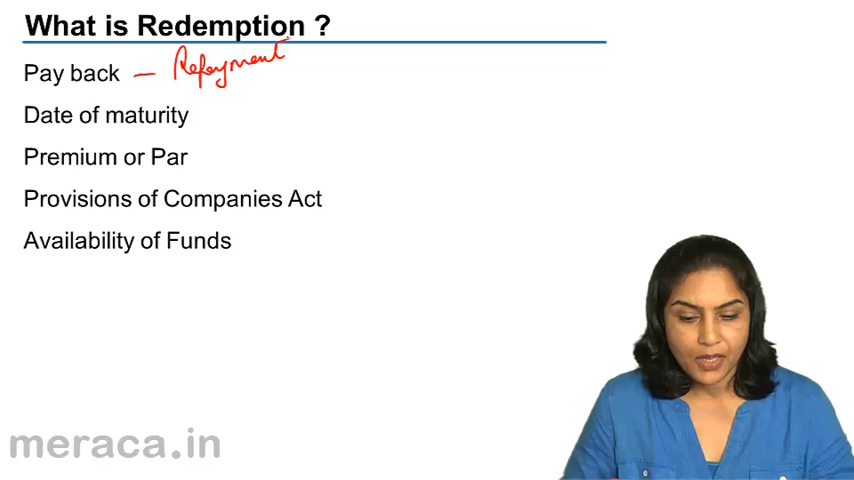 What is Redemption ?
Pay back — Repayment
Date of maturity
Premium or Par
Provisions of Companies Act
Availability of Funds
meraca.in